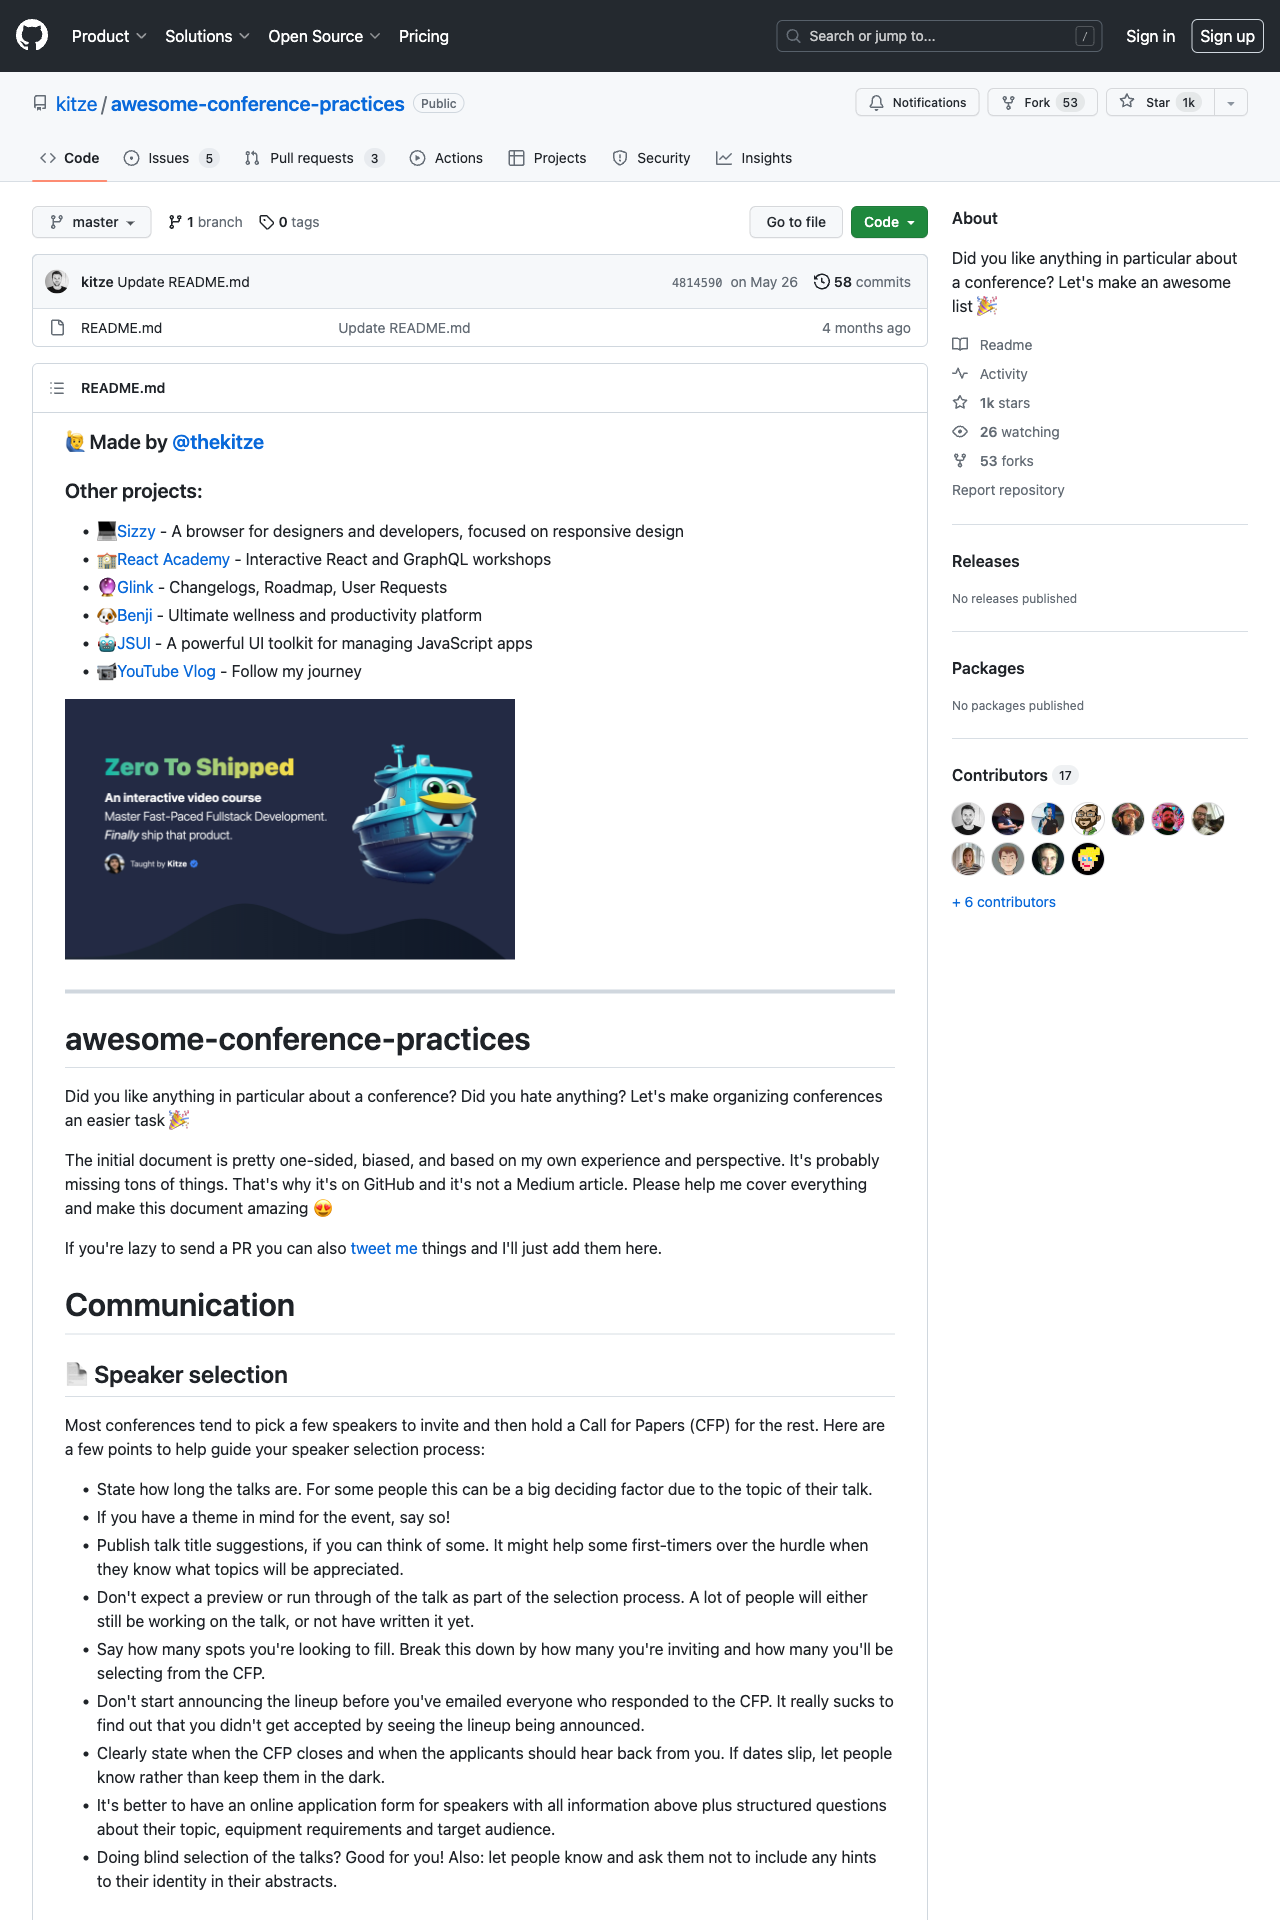 Product Solutions Open Source Pricing Search or jump to... / Sign in Sign up
kitze / awesome-conference-practices Public Notifications Fork 53 Star 1k
Code Issues 5 Pull requests 3 Actions Projects Security Insights
master 1 branch 0 tags Go to file Code
kitze Update README.md 4814590 on May 26 58 commits
README.md Update README.md 4 months ago
README.md
🙋‍♂️ Made by @thekitze
Other projects:
• 💻Sizzy - A browser for designers and developers, focused on responsive design
• 🏫React Academy - Interactive React and GraphQL workshops
• 🔮Glink - Changelogs, Roadmap, User Requests
• 🐶Benji - Ultimate wellness and productivity platform
• 🤖JSUI - A powerful UI toolkit for managing JavaScript apps
• 📹YouTube Vlog - Follow my journey
Zero To Shipped
An interactive video course
Master Fast-Paced Fullstack Development.
Finally ship that product.
Taught by Kitze
awesome-conference-practices
Did you like anything in particular about a conference? Did you hate anything? Let's make organizing conferences
an easier task 🎉
The initial document is pretty one-sided, biased, and based on my own experience and perspective. It's probably
missing tons of things. That's why it's on GitHub and it's not a Medium article. Please help me cover everything
and make this document amazing 😍
If you're lazy to send a PR you can also tweet me things and I'll just add them here.
Communication
📄 Speaker selection
Most conferences tend to pick a few speakers to invite and then hold a Call for Papers (CFP) for the rest. Here are
a few points to help guide your speaker selection process:
• State how long the talks are. For some people this can be a big deciding factor due to the topic of their talk.
• If you have a theme in mind for the event, say so!
• Publish talk title suggestions, if you can think of some. It might help some first-timers over the hurdle when
they know what topics will be appreciated.
• Don't expect a preview or run through of the talk as part of the selection process. A lot of people will either
still be working on the talk, or not have written it yet.
• Say how many spots you're looking to fill. Break this down by how many you're inviting and how many you'll be
selecting from the CFP.
• Don't start announcing the lineup before you've emailed everyone who responded to the CFP. It really sucks to
find out that you didn't get accepted by seeing the lineup being announced.
• Clearly state when the CFP closes and when the applicants should hear back from you. If dates slip, let people
know rather than keep them in the dark.
• It's better to have an online application form for speakers with all information above plus structured questions
about their topic, equipment requirements and target audience.
• Doing blind selection of the talks? Good for you! Also: let people know and ask them not to include any hints
to their identity in their abstracts.
About
Did you like anything in particular about
a conference? Let's make an awesome
list 🎉
Readme
Activity
1k stars
26 watching
53 forks
Report repository
Releases
No releases published
Packages
No packages published
Contributors 17
+ 6 contributors